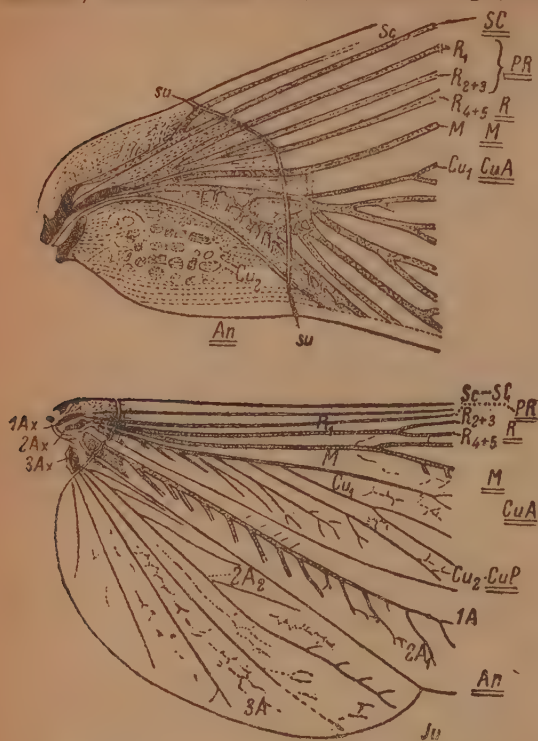 Sc SC
su R₁ PR
R₂₊₃
R₄₊₅ R
M M
Cu₁ CuA
Cu₂
An su
Sc-SC
PR
R₂₊₃
R₁ R
R₄₊₅
1Ax
2Ax
3Ax
M M
Cu₁
CuA
Cu₂-CuP
2A₂
1A
2A₁
An
3A
Ju